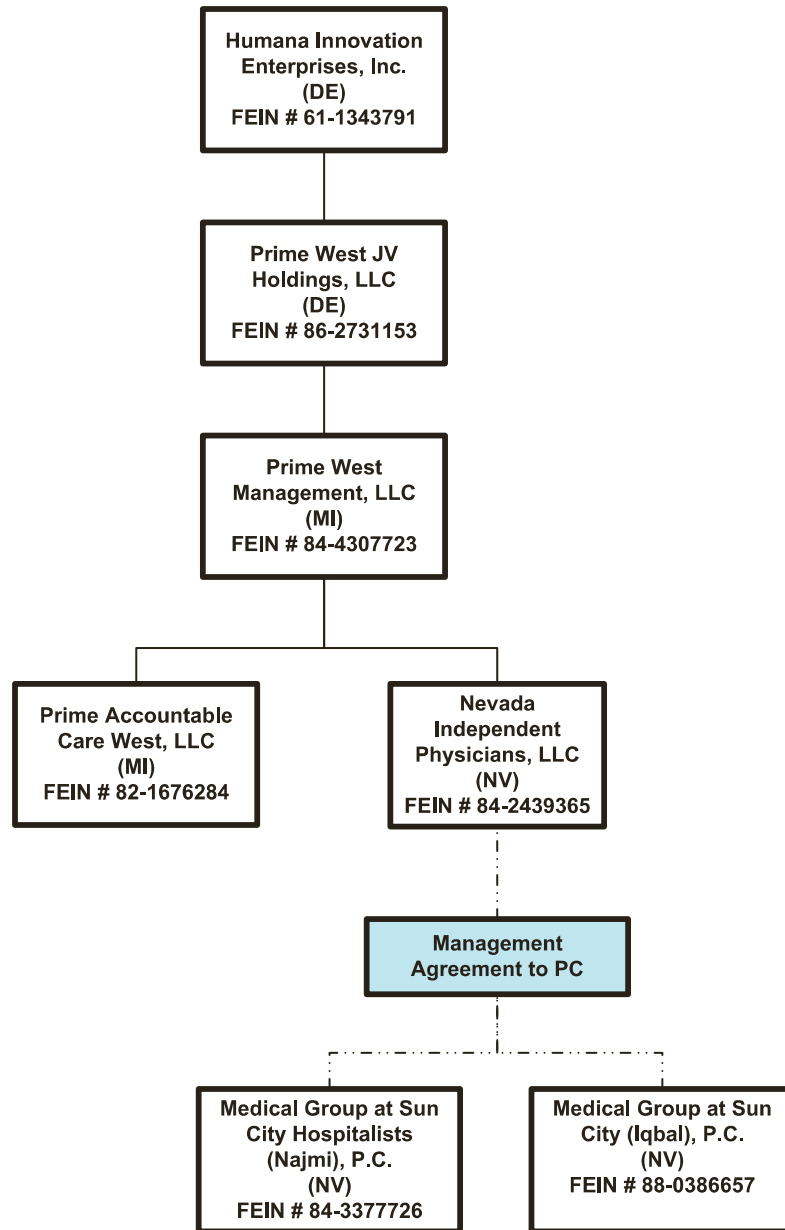 Humana Innovation
Enterprises, Inc.
(DE)
FEIN # 61-1343791
Prime West JV
Holdings, LLC
(DE)
FEIN # 86-2731153
Prime West
Management, LLC
(MI)
FEIN # 84-4307723
Prime Accountable
Care West, LLC
(MI)
FEIN # 82-1676284
Nevada
Independent
Physicians, LLC
(NV)
FEIN # 84-2439365
Management
Agreement to PC
Medical Group at Sun
City Hospitalists
(Najmi), P.C.
(NV)
FEIN # 84-3377726
Medical Group at Sun
City (Iqbal), P.C.
(NV)
FEIN # 88-0386657